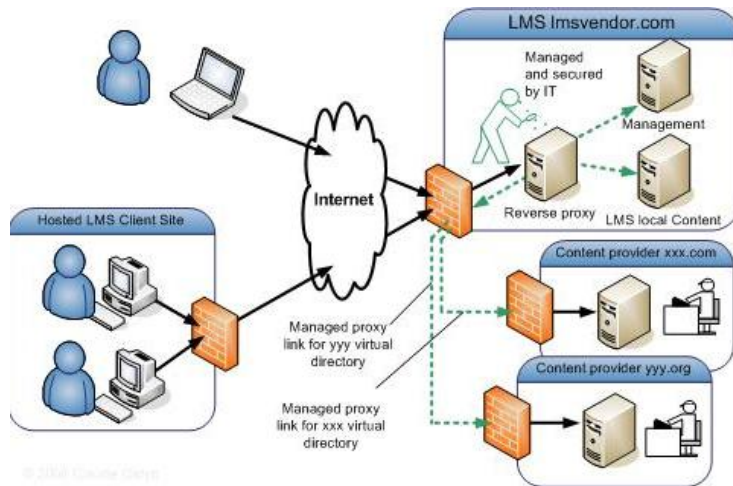 LMS lmsvendor.com
Managed
and secured
by IT
Management
Internet
Reverse proxy
LMS local Content
Hosted LMS Client Site
Content provider xxx.com
Managed proxy
link for yyy virtual
directory
Content provider yyy.org
Managed proxy
link for xxx virtual
directory